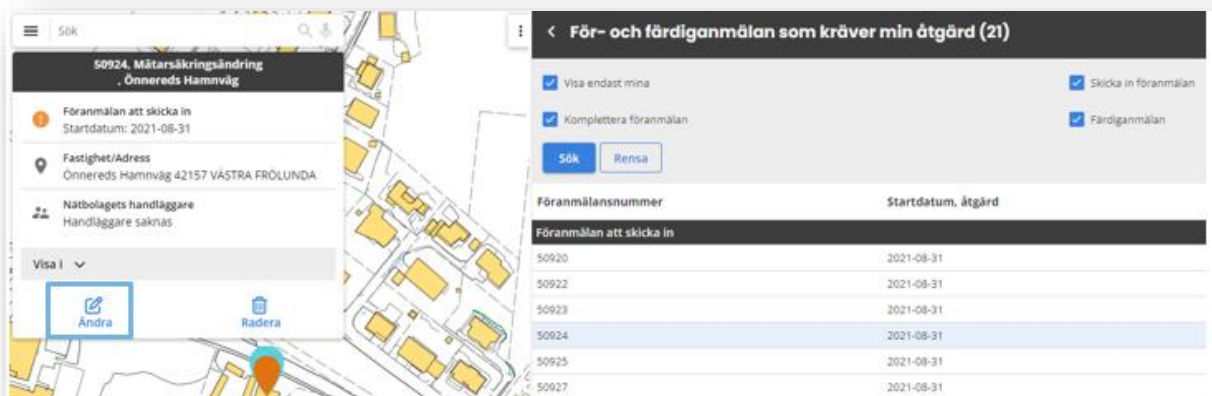 Sök
50924, Mätarsäkringsändring
, Önnereds Hamnväg
Föranmälan att skicka in
Startdatum: 2021-08-31
Fastighet/Adress
Önnereds Hamnväg 42157 VÄSTRA FRÖLUNDA
Nätbolagets handläggare
Handläggare saknas
Visa i
Ändra
Radera
För- och färdiganmälan som kräver min åtgärd (21)
Visa endast mina
Skicka in föranmälan
Komplettera föranmälan
Färdiganmälan
Sök
Rensa
Föranmälansnummer
Startdatum, åtgärd
Föranmälan att skicka in
50920 2021-08-31
50922 2021-08-31
50923 2021-08-31
50924 2021-08-31
50925 2021-08-31
50927 2021-08-31